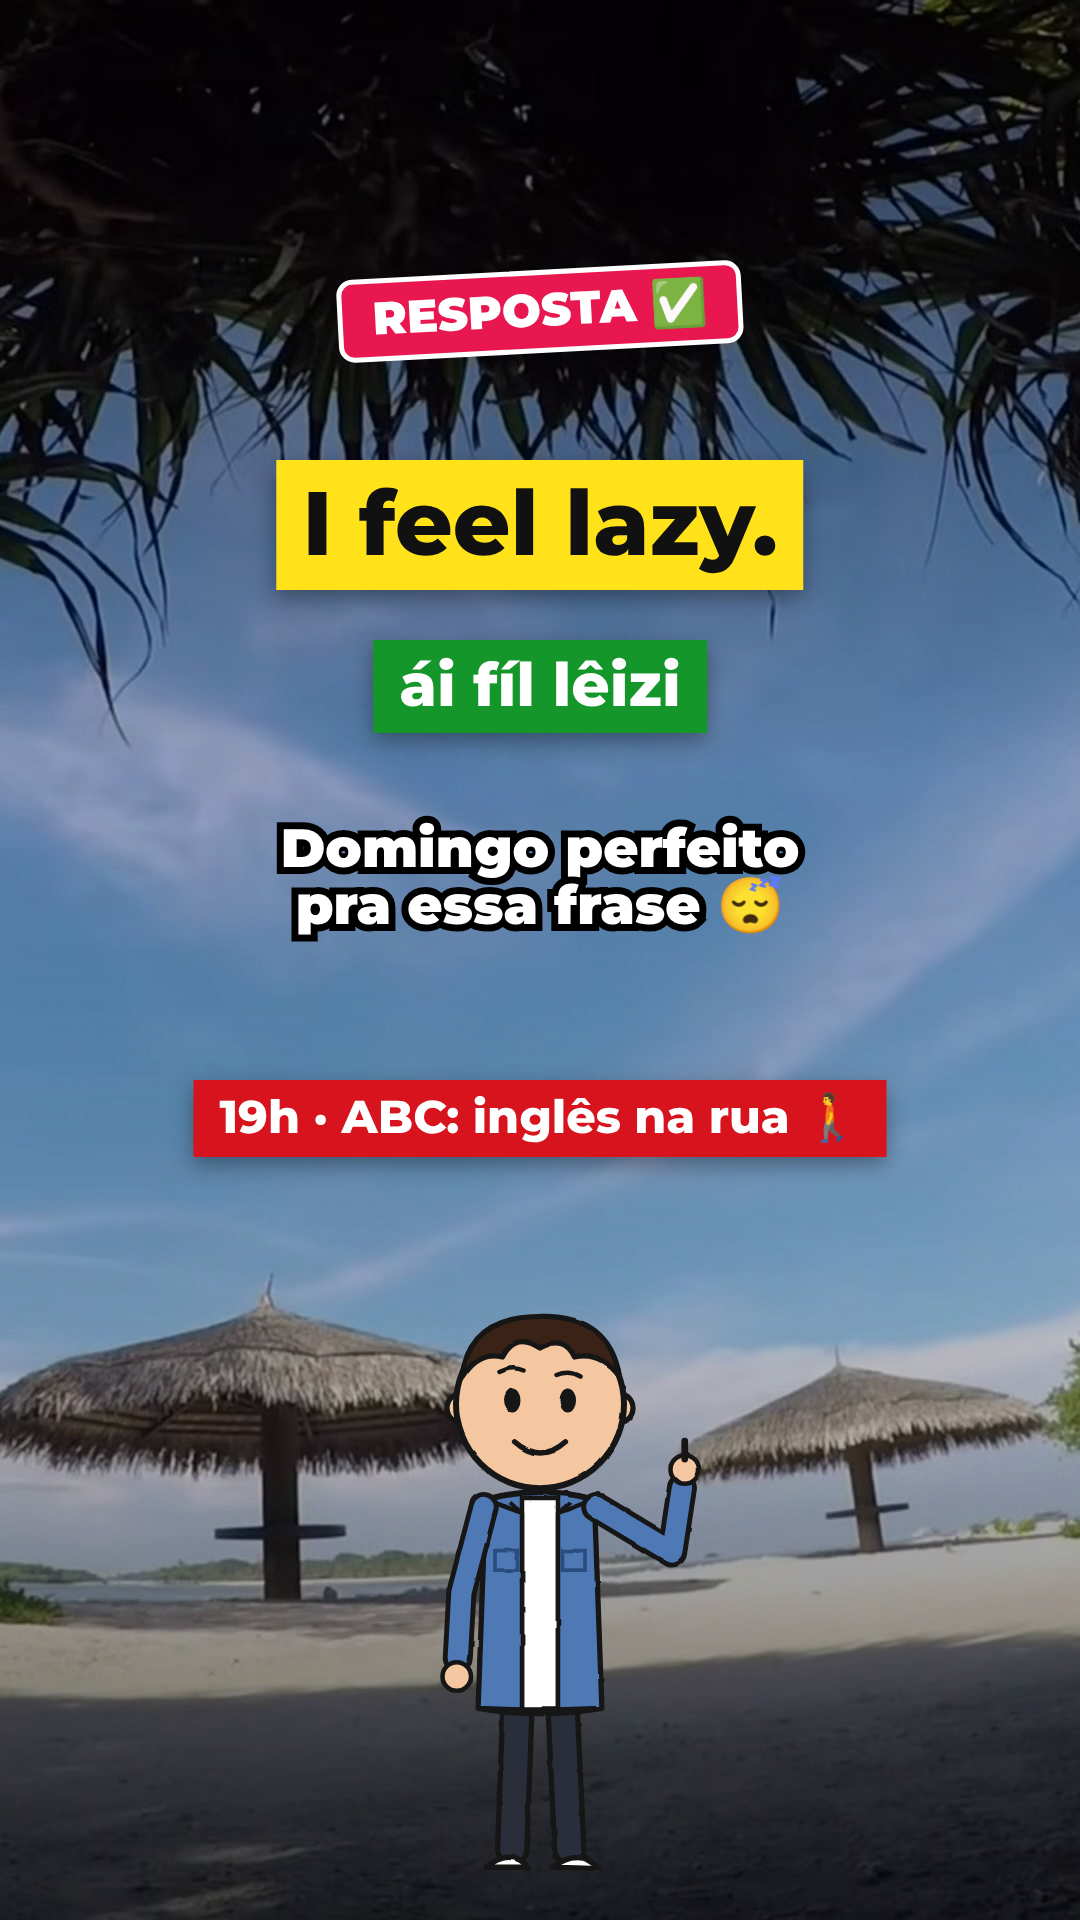 RESPOSTA ✅
I feel lazy.
ái fíl lêizi
Domingo perfeito
pra essa frase 😴
19h • ABC: inglês na rua 🚶